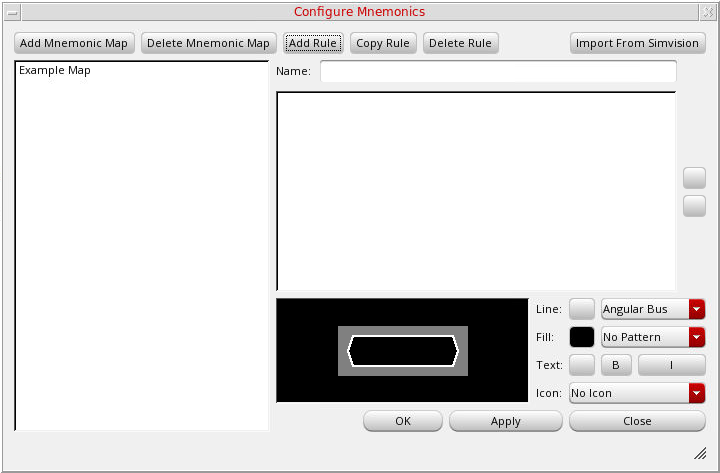 Configure Mnemonics
Add Mnemonic Map Delete Mnemonic Map Add Rule Copy Rule Delete Rule Import From Simvision
Example Map
Name:
Line: Angular Bus
Fill: No Pattern
Text: B I
Icon: No Icon
OK Apply Close